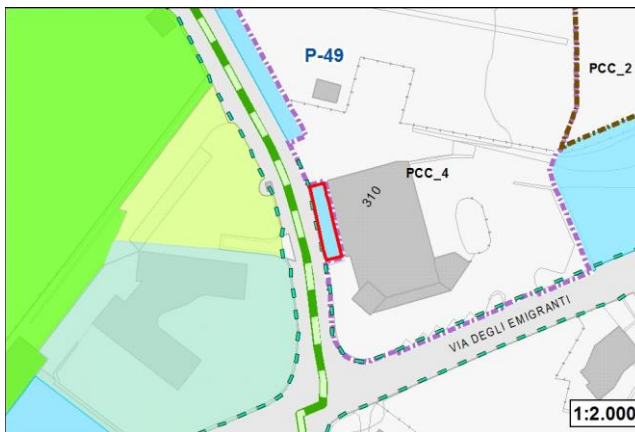 P-49
PCC_2
PCC_4
310
VIA DEGLI EMIGRANTI
1:2.000